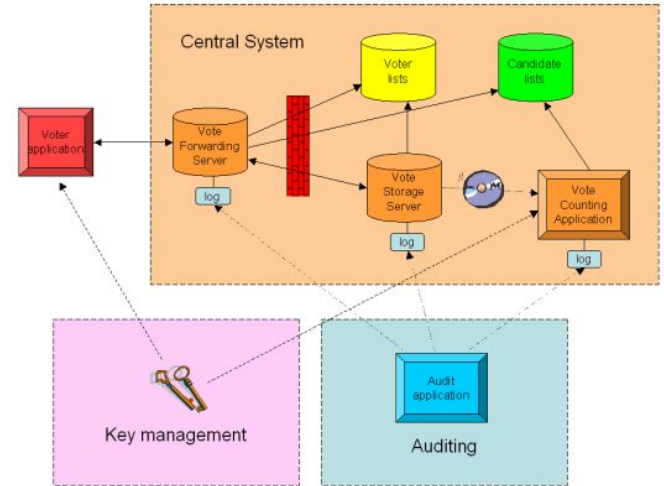 Central System
Voter
lists
Candidate
lists
Voter
application
Vote
Forwarding
Server
log
Vote
Storage
Server
log
Vote
Counting
Application
log
Key management
Audit
application
Auditing